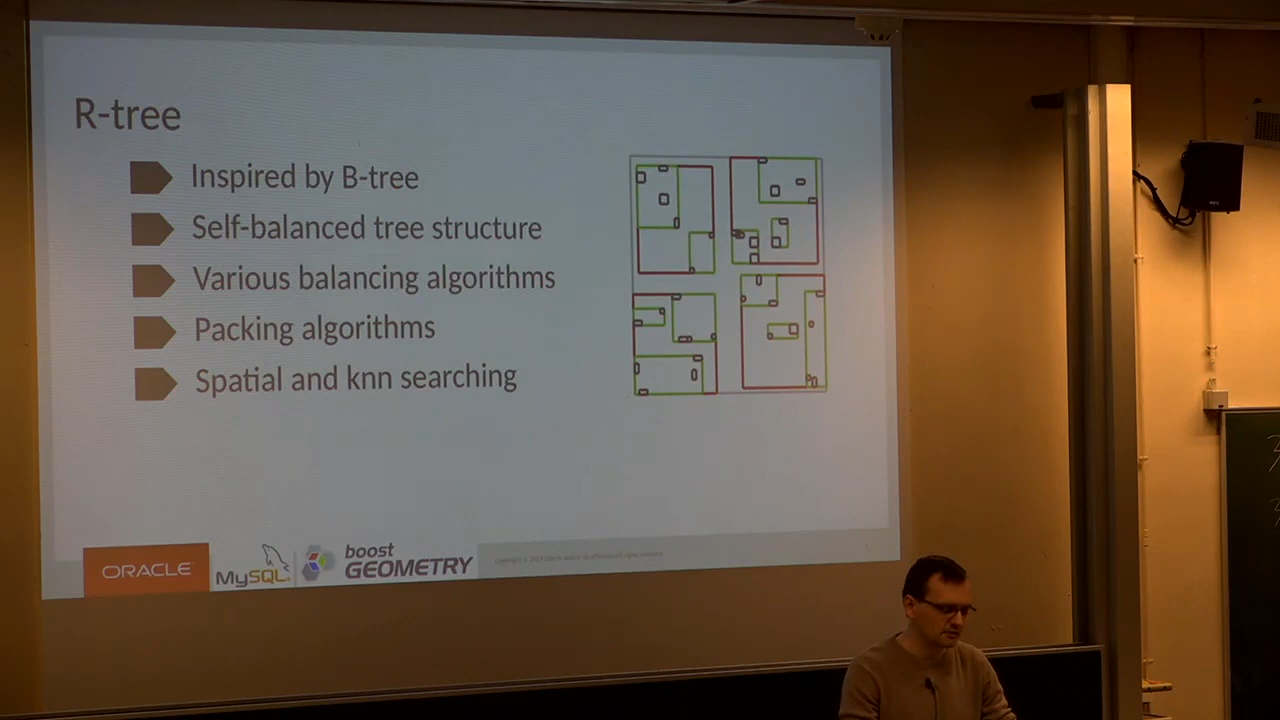 R-tree
Inspired by B-tree
Self-balanced tree structure
Various balancing algorithms
Packing algorithms
Spatial and knn searching
ORACLE
MySQL
boost
GEOMETRY